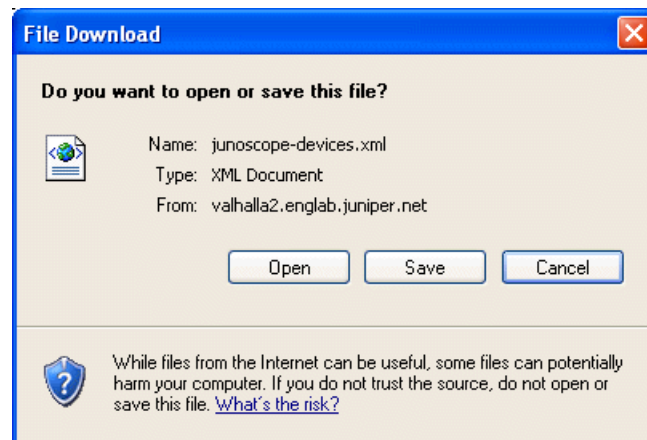 File Download
Do you want to open or save this file?
Name: junoscope-devices.xml
Type: XML Document
From: valhalla2.englab.juniper.net
Open Save Cancel
While files from the Internet can be useful, some files can potentially
harm your computer. If you do not trust the source, do not open or
save this file. What's the risk?